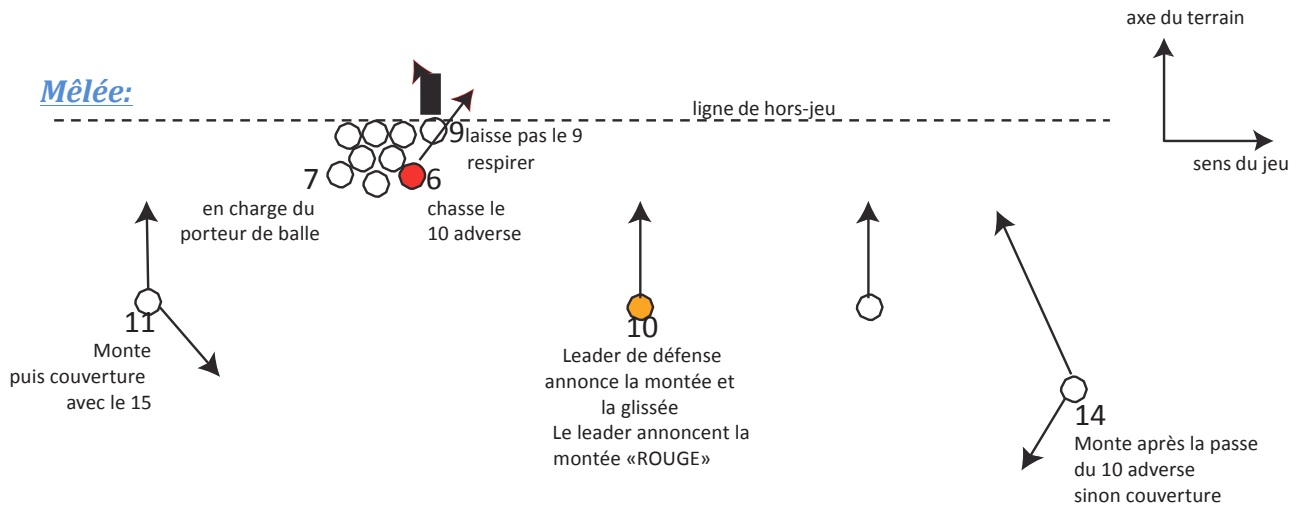 axe du terrain
Mêlée:
ligne de hors-jeu
sens du jeu
9
laisse pas le 9
respirer
7
en charge du
porteur de balle
6
chasse le
10 adverse
11
Monte
puis couverture
avec le 15
10
Leader de défense
annonce la montée et
la glissée
Le leader annoncent la
montée «ROUGE»
14
Monte après la passe
du 10 adverse
sinon couverture